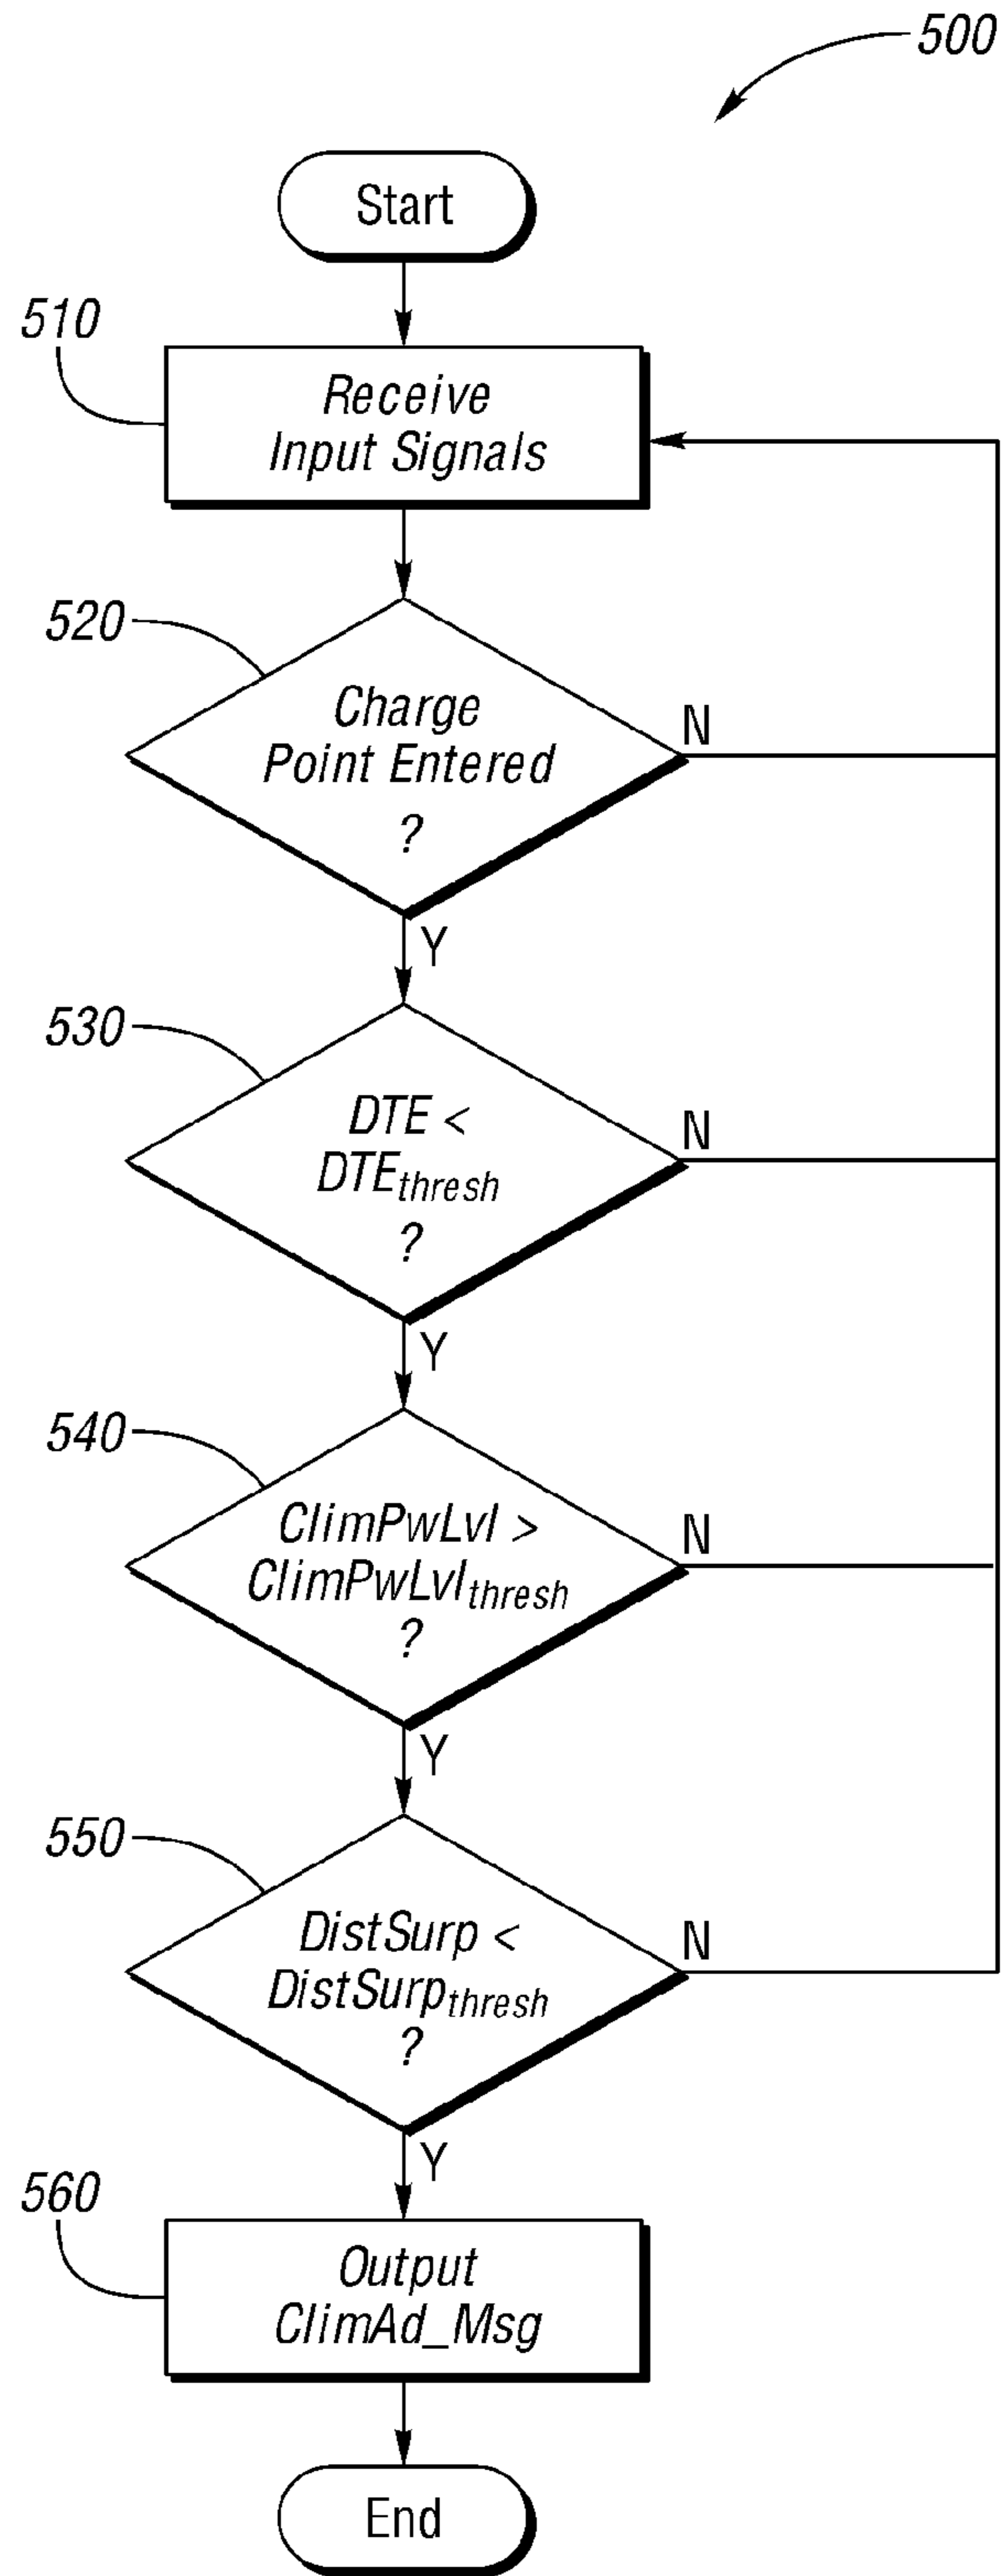 500
Start
510
Receive
Input Signals
520
Charge
Point Entered
?
N
Y
530
DTE <
DTEthresh
?
N
Y
540
ClimPwLvl >
ClimPwLvlthresh
?
N
Y
550
DistSurp <
DistSurpthresh
?
N
Y
560
Output
ClimAd_Msg
End